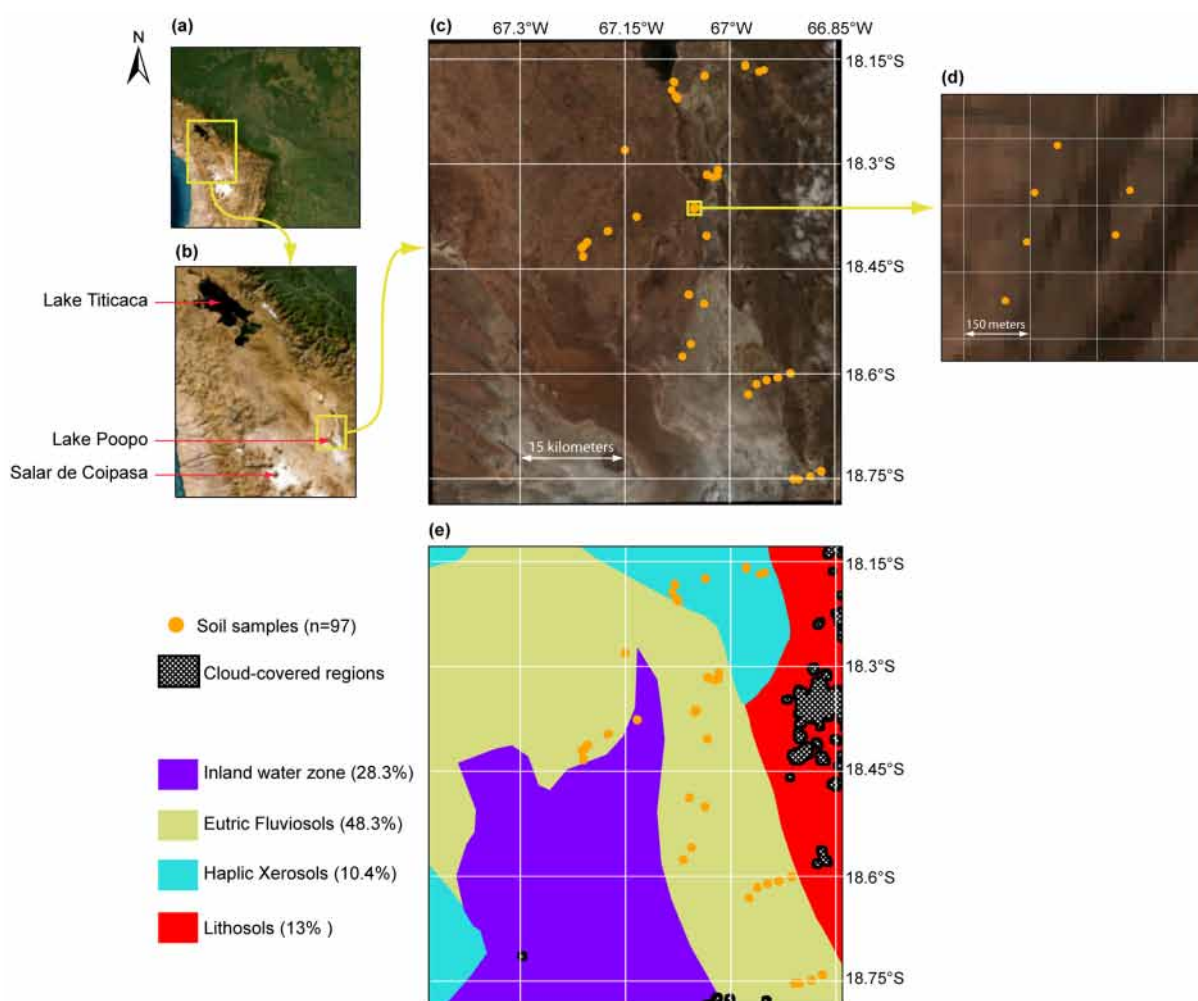 (a)
N
(b)
Lake Titicaca
Lake Poopo
Salar de Coipasa
(c)
67.3°W 67.15°W 67°W 66.85°W
18.15°S
18.3°S
18.45°S
18.6°S
18.75°S
15 kilometers
(d)
150 meters
(e)
18.15°S
18.3°S
18.45°S
18.6°S
18.75°S
Soil samples (n=97)
Cloud-covered regions
Inland water zone (28.3%)
Eutric Fluviosols (48.3%)
Haplic Xerosols (10.4%)
Lithosols (13% )